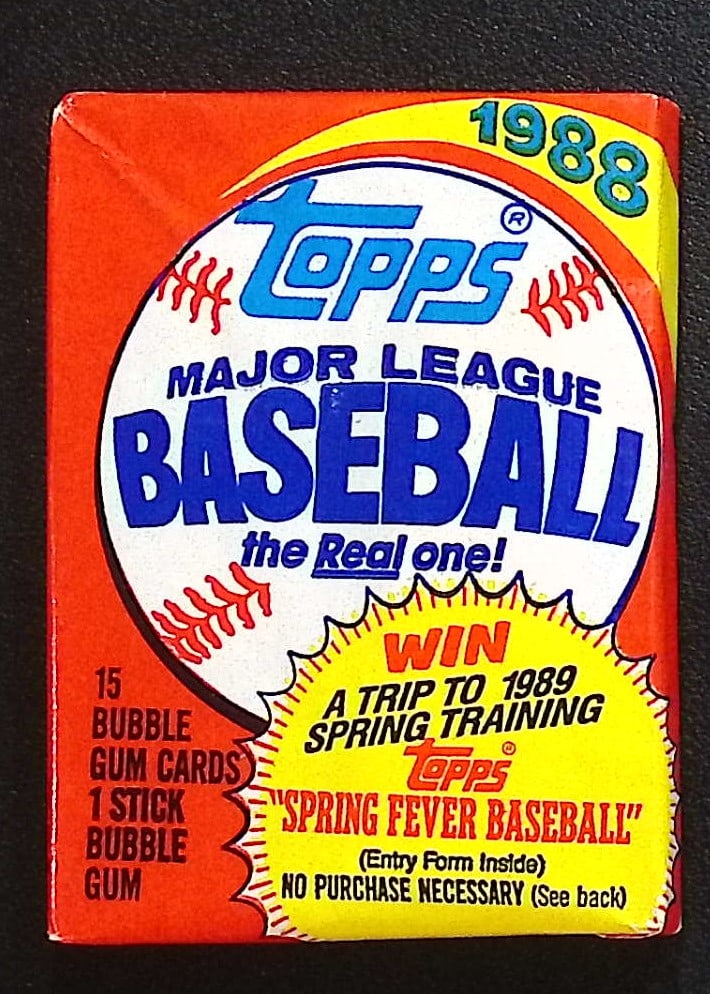 1988
topps ®
MAJOR LEAGUE
BASEBALL
the Real one!
15
BUBBLE
GUM CARDS
1 STICK
BUBBLE
GUM
WIN
A TRIP TO 1989
SPRING TRAINING
topps ®
"SPRING FEVER BASEBALL"
(Entry Form Inside)
NO PURCHASE NECESSARY (See back)